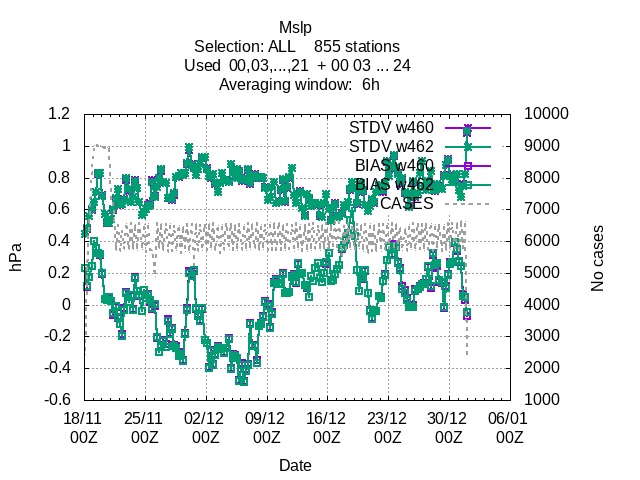 Mslp
Selection: ALL    855 stations
Used  00,03,...,21  + 00 03 ... 24
Averaging window:  6h
1.2
1
0.8
0.6
0.4
0.2
0
-0.2
-0.4
-0.6
hPa
10000
9000
8000
7000
6000
5000
4000
3000
2000
1000
No cases
STDV w460
STDV w462
BIAS w460
BIAS w462
CASES
18/11 25/11 02/12 09/12 16/12 23/12 30/12 06/01
00Z 00Z 00Z 00Z 00Z 00Z 00Z 00Z
Date